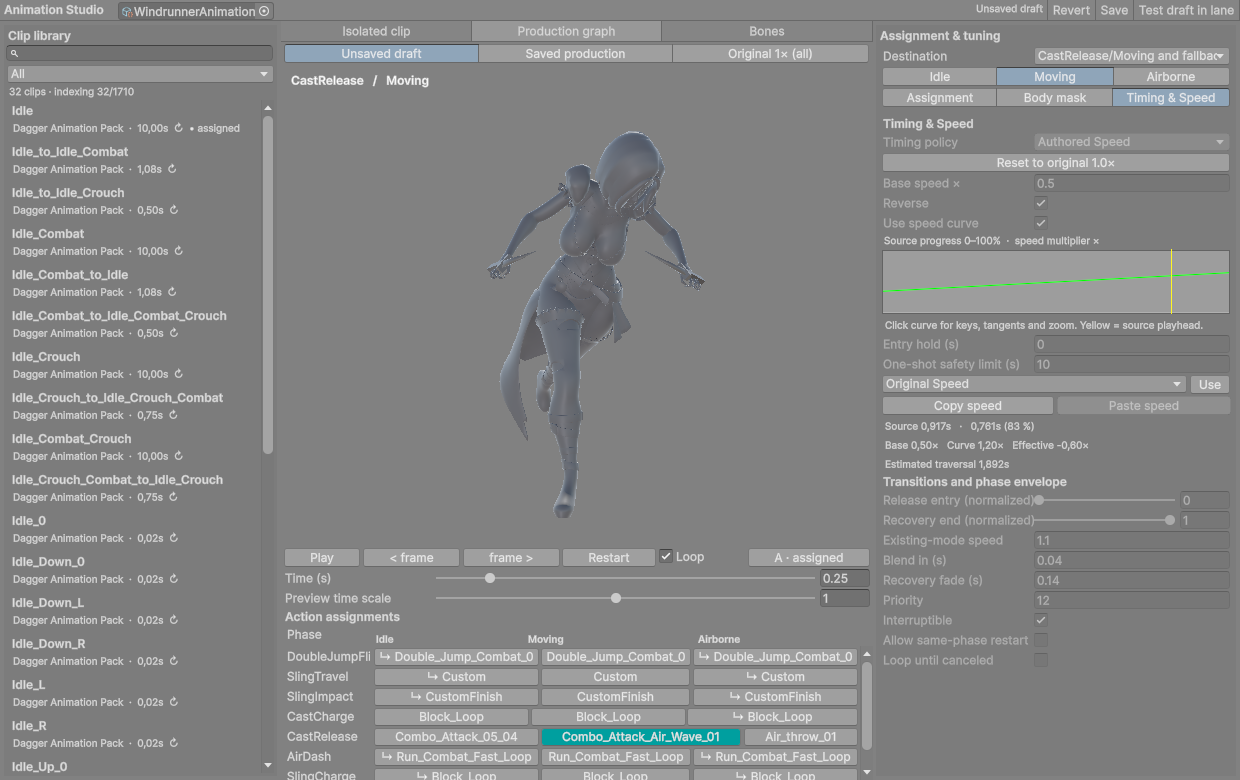 Animation Studio WindrunnerAnimation Unsaved draft Revert Save Test draft in lane
Clip library
All
32 clips · indexing 32/1710
Idle
Dagger Animation Pack · 10,00s • assigned
Idle_to_Idle_Combat
Dagger Animation Pack · 1,08s
Idle_to_Idle_Crouch
Dagger Animation Pack · 0,50s
Idle_Combat
Dagger Animation Pack · 10,00s
Idle_Combat_to_Idle
Dagger Animation Pack · 1,08s
Idle_Combat_to_Idle_Combat_Crouch
Dagger Animation Pack · 0,50s
Idle_Crouch
Dagger Animation Pack · 10,00s
Idle_Crouch_to_Idle_Crouch_Combat
Dagger Animation Pack · 0,75s
Idle_Combat_Crouch
Dagger Animation Pack · 10,00s
Idle_Crouch_Combat_to_Idle_Crouch
Dagger Animation Pack · 0,75s
Idle_0
Dagger Animation Pack · 0,02s
Idle_Down_0
Dagger Animation Pack · 0,02s
Idle_Down_L
Dagger Animation Pack · 0,02s
Idle_Down_R
Dagger Animation Pack · 0,02s
Idle_L
Dagger Animation Pack · 0,02s
Idle_R
Dagger Animation Pack · 0,02s
Idle_Up_0
Isolated clip Production graph Bones
Unsaved draft Saved production Original 1× (all)
CastRelease / Moving
Play < frame frame > Restart Loop A · assigned
Time (s) 0.25
Preview time scale 1
Action assignments
Phase Idle Moving Airborne
DoubleJumpFli ↪ Double_Jump_Combat_0 Double_Jump_Combat_0 ↪ Double_Jump_Combat_0
SlingTravel ↪ Custom Custom ↪ Custom
SlingImpact ↪ CustomFinish CustomFinish ↪ CustomFinish
CastCharge Block_Loop Block_Loop ↪ Block_Loop
CastRelease Combo_Attack_05_04 Combo_Attack_Air_Wave_01 Air_throw_01
AirDash ↪ Run_Combat_Fast_Loop Run_Combat_Fast_Loop ↪ Run_Combat_Fast_Loop
SlingCharge ↪ Block_Loop Block_Loop ↪ Block_Loop
Assignment & tuning
Destination CastRelease/Moving and fallbac
Idle Moving Airborne
Assignment Body mask Timing & Speed
Timing & Speed
Timing policy Authored Speed
Reset to original 1.0×
Base speed × 0.5
Reverse
Use speed curve
Source progress 0–100% · speed multiplier ×
Click curve for keys, tangents and zoom. Yellow = source playhead.
Entry hold (s) 0
One-shot safety limit (s) 10
Original Speed Use
Copy speed Paste speed
Source 0,917s · 0,761s (83 %)
Base 0,50× Curve 1,20× Effective -0,60×
Estimated traversal 1,892s
Transitions and phase envelope
Release entry (normalized) 0
Recovery end (normalized) 1
Existing-mode speed 1.1
Blend in (s) 0.04
Recovery fade (s) 0.14
Priority 12
Interruptible
Allow same-phase restart
Loop until canceled